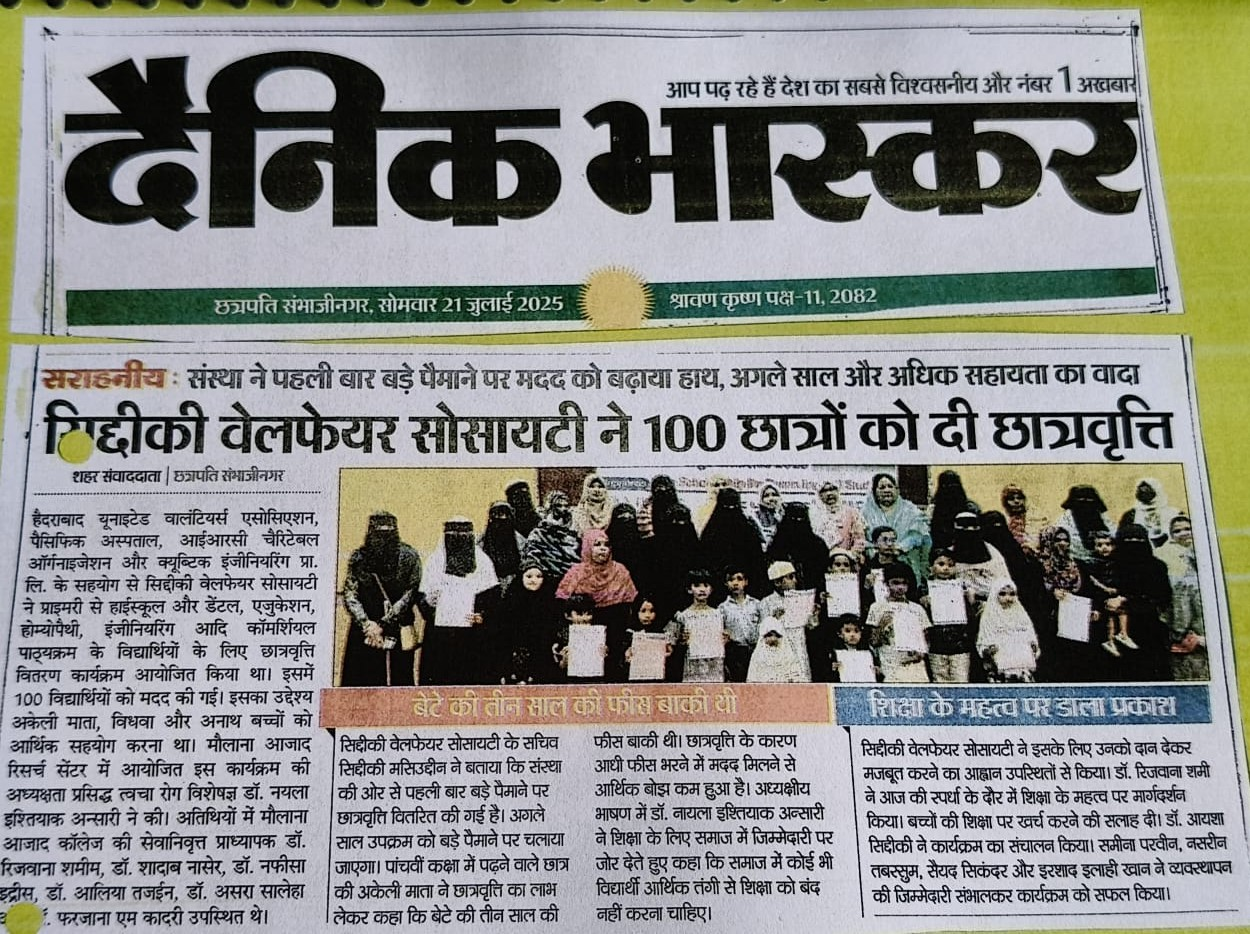 आप पढ़ रहे हैं देश का सबसे विश्वसनीय और नंबर 1 अखबार
दैनिक भास्कर
छत्रपति संभाजीनगर, सोमवार 21 जुलाई 2025
श्रावण कृष्ण पक्ष-11, 2082
सराहनीय : संस्था ने पहली बार बड़े पैमाने पर मदद को बढ़ाया हाथ, अगले साल और अधिक सहायता का वादा
सिद्दीकी वेलफेयर सोसायटी ने 100 छात्रों को दी छात्रवृत्ति
शहर संवाददाता | छत्रपति संभाजीनगर
हैदराबाद यूनाइटेड वालंटियर्स एसोसिएशन,
पैसिफिक अस्पताल, आईआरसी चैरिटेबल
ऑर्गनाइजेशन और क्यूब्टिक इंजीनियरिंग प्रा.
लि. के सहयोग से सिद्दीकी वेलफेयर सोसायटी
ने प्राइमरी से हाईस्कूल और डेंटल, एजुकेशन,
होम्योपैथी, इंजीनियरिंग आदि कॉमर्शियल
पाठ्यक्रम के विद्यार्थियों के लिए छात्रवृत्ति
वितरण कार्यक्रम आयोजित किया था। इसमें
100 विद्यार्थियों को मदद की गई। इसका उद्देश्य
अकेली माता, विधवा और अनाथ बच्चों को
आर्थिक सहयोग करना था। मौलाना आजाद
रिसर्च सेंटर में आयोजित इस कार्यक्रम की
अध्यक्षता प्रसिद्ध त्वचा रोग विशेषज्ञ डॉ. नयला
इश्तियाक अन्सारी ने की। अतिथियों में मौलाना
आजाद कॉलेज की सेवानिवृत्त प्राध्यापक डॉ.
रिजवाना शमीम, डॉ. शादाब नासेर, डॉ. नफीसा
इद्रीस, डॉ. आलिया तजईन, डॉ. असरा सालेहा
फरजाना एम कादरी उपस्थित थे।
बेटे की तीन साल की फीस बाकी थी
सिद्दीकी वेलफेयर सोसायटी के सचिव
सिद्दीकी मसिउद्दीन ने बताया कि संस्था
की ओर से पहली बार बड़े पैमाने पर
छात्रवृत्ति वितरित की गई है। अगले
साल उपक्रम को बड़े पैमाने पर चलाया
जाएगा। पांचवीं कक्षा में पढ़ने वाले छात्र
की अकेली माता ने छात्रवृत्ति का लाभ
लेकर कहा कि बेटे की तीन साल की
फीस बाकी थी। छात्रवृत्ति के कारण
आधी फीस भरने में मदद मिलने से
आर्थिक बोझ कम हुआ है। अध्यक्षीय
भाषण में डॉ. नायला इश्तियाक अन्सारी
ने शिक्षा के लिए समाज में जिम्मेदारी पर
जोर देते हुए कहा कि समाज में कोई भी
विद्यार्थी आर्थिक तंगी से शिक्षा को बंद
नहीं करना चाहिए।
शिक्षा के महत्व पर डाला प्रकाश
सिद्दीकी वेलफेयर सोसायटी ने इसके लिए उनको दान देकर
मजबूत करने का आह्वान उपस्थितों से किया। डॉ. रिजवाना शमी
ने आज की स्पर्धा के दौर में शिक्षा के महत्व पर मार्गदर्शन
किया। बच्चों की शिक्षा पर खर्च करने की सलाह दी। डॉ. आयशा
सिद्दीकी ने कार्यक्रम का संचालन किया। समीना परवीन, नसरीन
तबस्सुम, सैयद सिकंदर और इरशाद इलाही खान ने व्यवस्थापन
की जिम्मेदारी संभालकर कार्यक्रम को सफल किया।